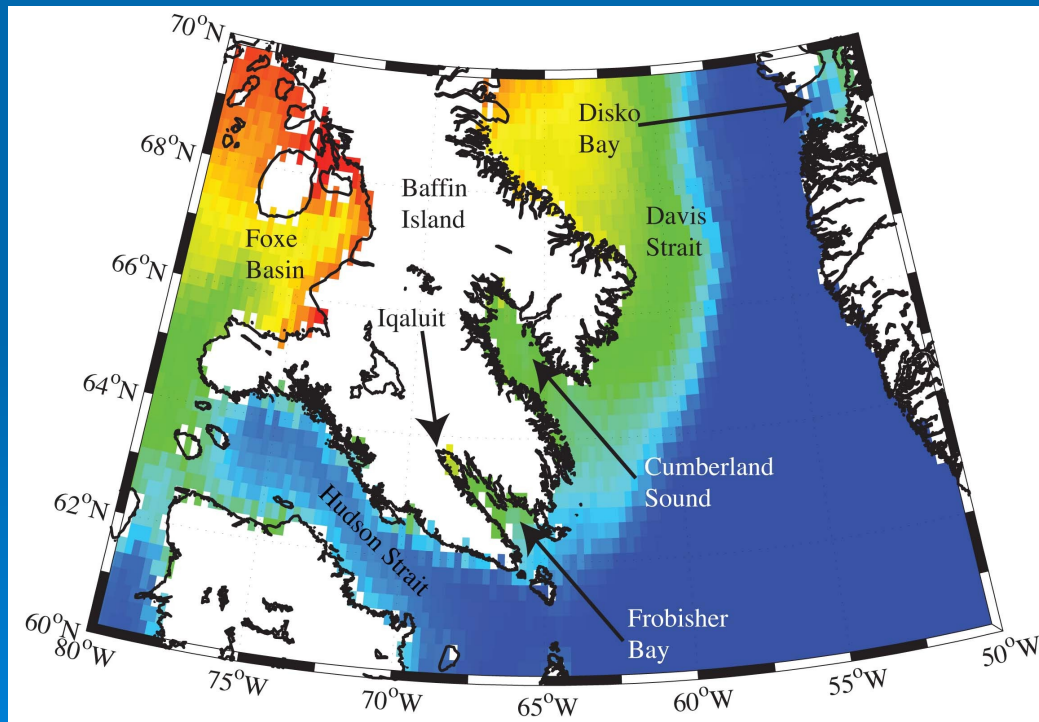 70°N
68°N
66°N
64°N
62°N
60°N
Disko
Bay
Baffin
Island
Davis
Strait
Foxe
Basin
Iqaluit
Cumberland
Sound
Hudson Strait
Frobisher
Bay
80°W
75°W
70°W
65°W
60°W
55°W
50°W